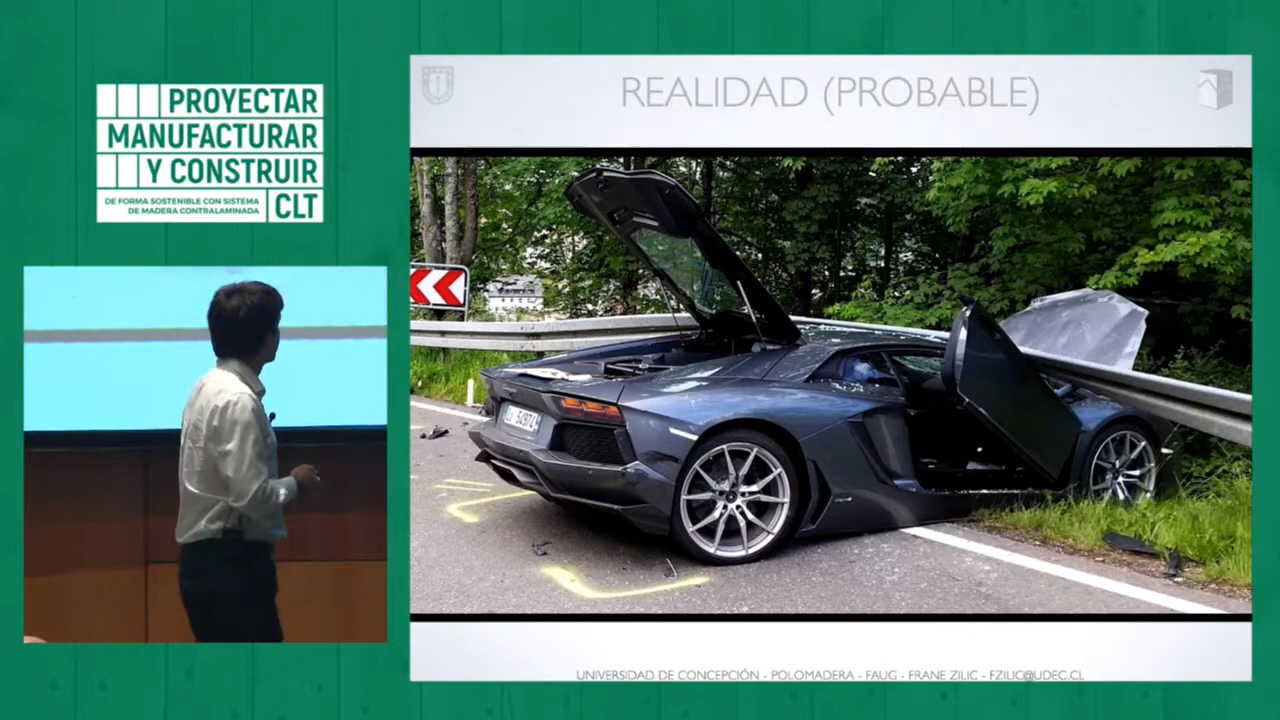 PROYECTAR
MANUFACTURAR
Y CONSTRUIR
DE FORMA SOSTENIBLE CON SISTEMA
DE MADERA CONTRALAMINADA
CLT
REALIDAD (PROBABLE)
UNIVERSIDAD DE CONCEPCIÓN - POLOMADERA - FAUG - FRANE ZILIC - FZILIC@UDEC.CL